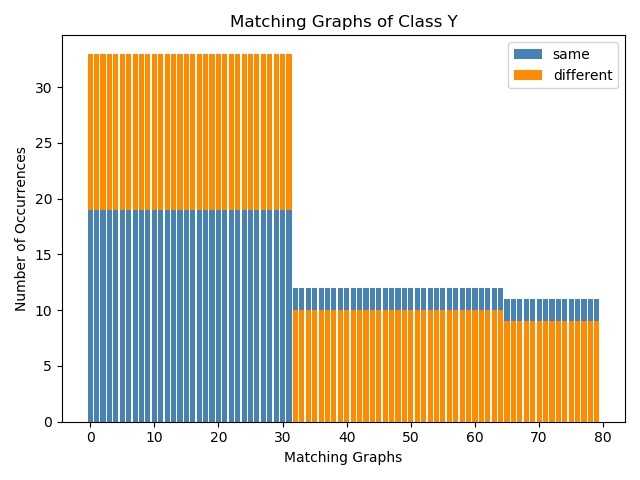 Matching Graphs of Class Y
same
different
Number of Occurrences
30
25
20
15
10
5
0
0 10 20 30 40 50 60 70 80
Matching Graphs